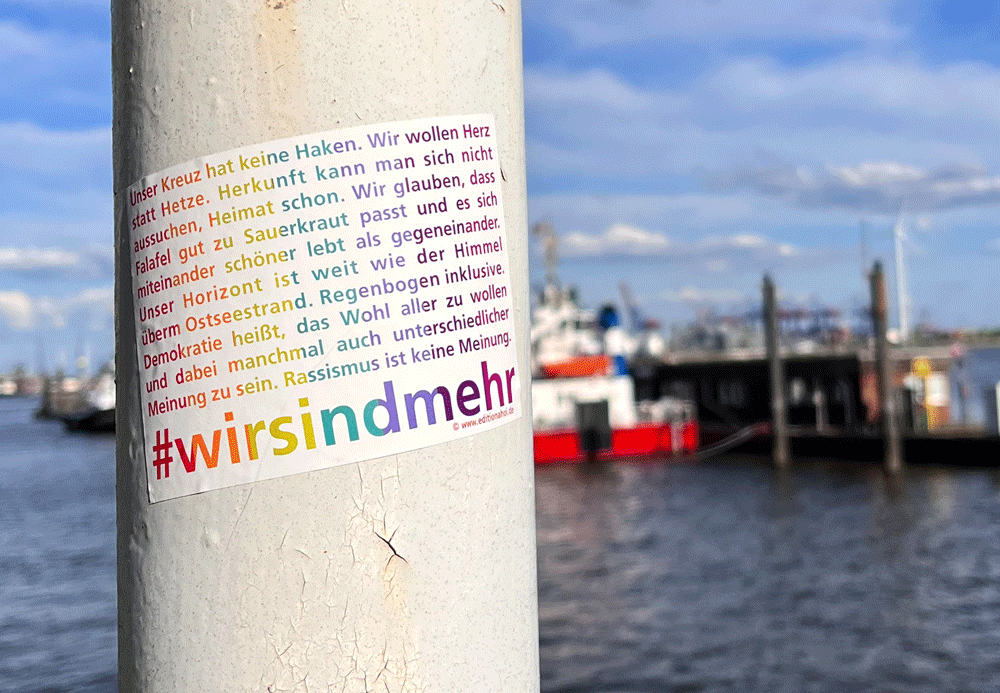 Unser Kreuz hat keine Haken. Wir wollen Herz
statt Hetze. Herkunft kann man sich nicht
aussuchen, Heimat schon. Wir glauben, dass
Falafel gut zu Sauerkraut passt und es sich
miteinander schöner lebt als gegeneinander.
Unser Horizont ist weit wie der Himmel
überm Ostseestrand. Regenbogen inklusive.
Demokratie heißt, das Wohl aller zu wollen
und dabei manchmal auch unterschiedlicher
Meinung zu sein. Rassismus ist keine Meinung.
#wirsindmehr
© www.editionahoi.de